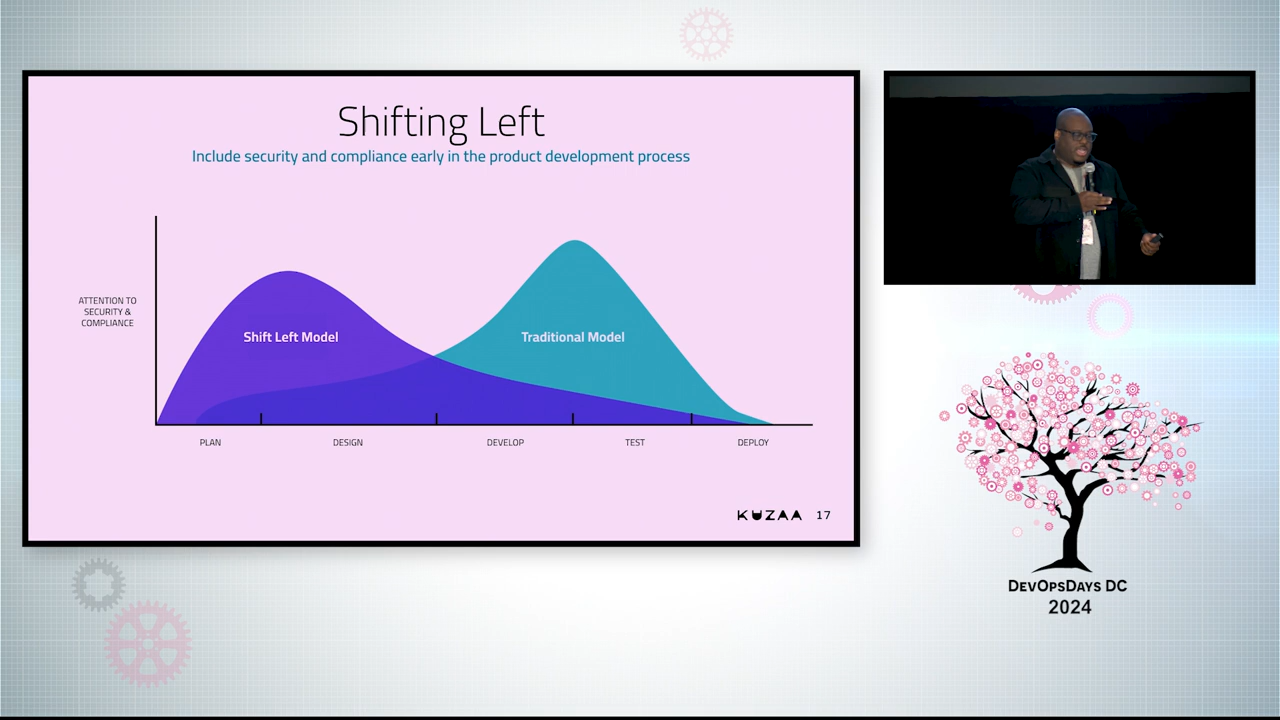 Shifting Left
Include security and compliance early in the product development process
ATTENTION TO
SECURITY &
COMPLIANCE
Shift Left Model
Traditional Model
PLAN
DESIGN
DEVELOP
TEST
DEPLOY
KUZAA
17
DEVOPSDAYS DC
2024